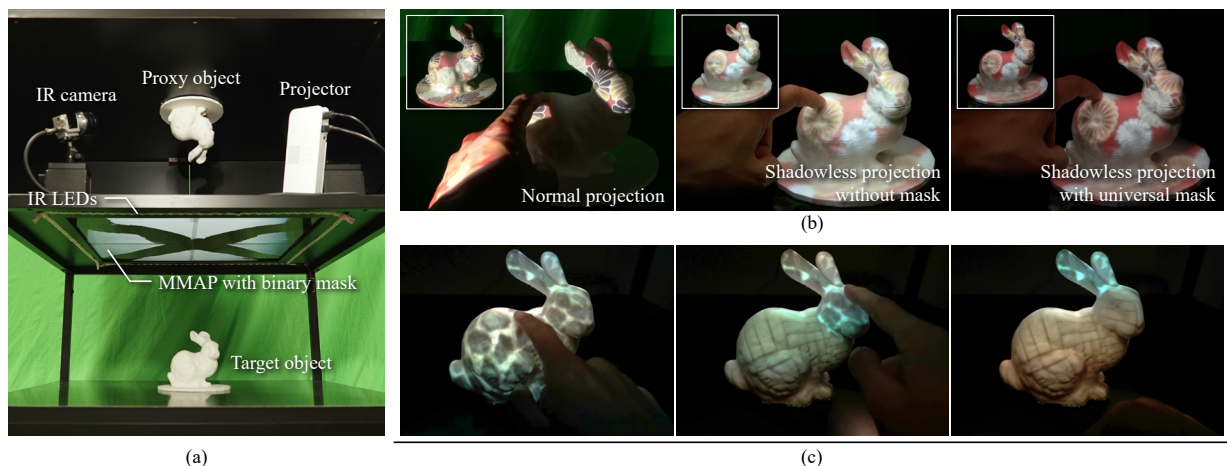 Proxy object
IR camera
Projector
IR LEDs
MMAP with binary mask
Target object
(a)
Normal projection
Shadowless projection
without mask
Shadowless projection
with universal mask
(b)
(c)